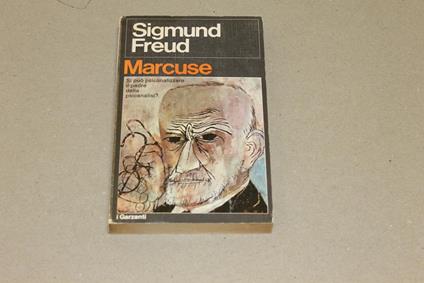 Sigmund
Freud
Marcuse
Si può psicanalizzare
il padre
della
psicanalisi?
i Garzanti